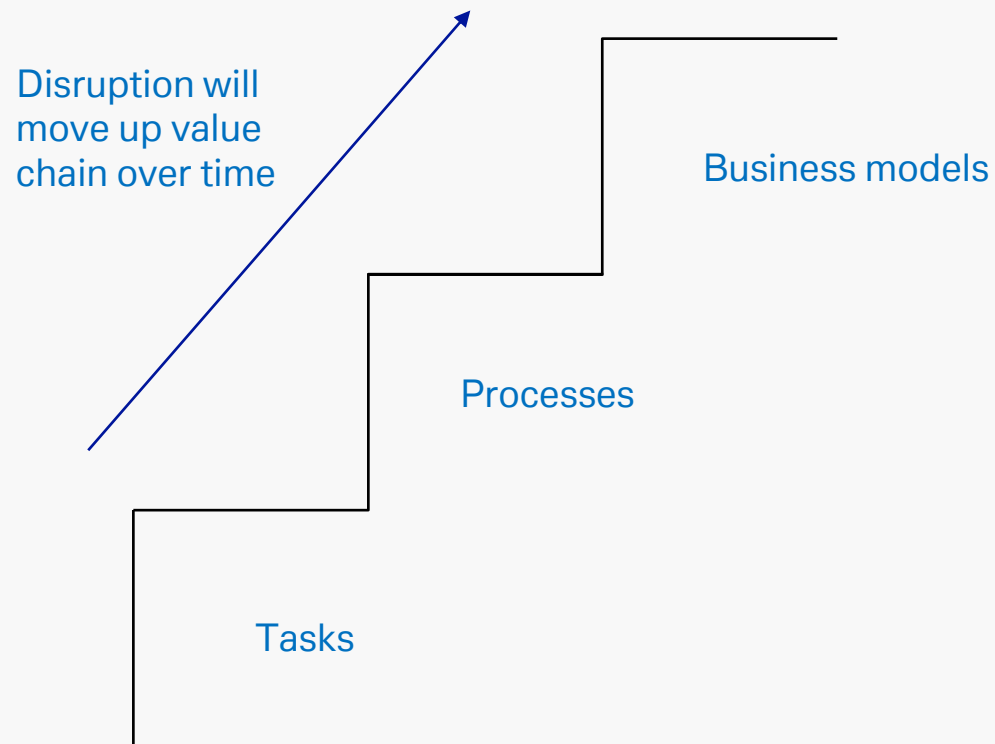 Disruption will
move up value
chain over time
Business models
Processes
Tasks